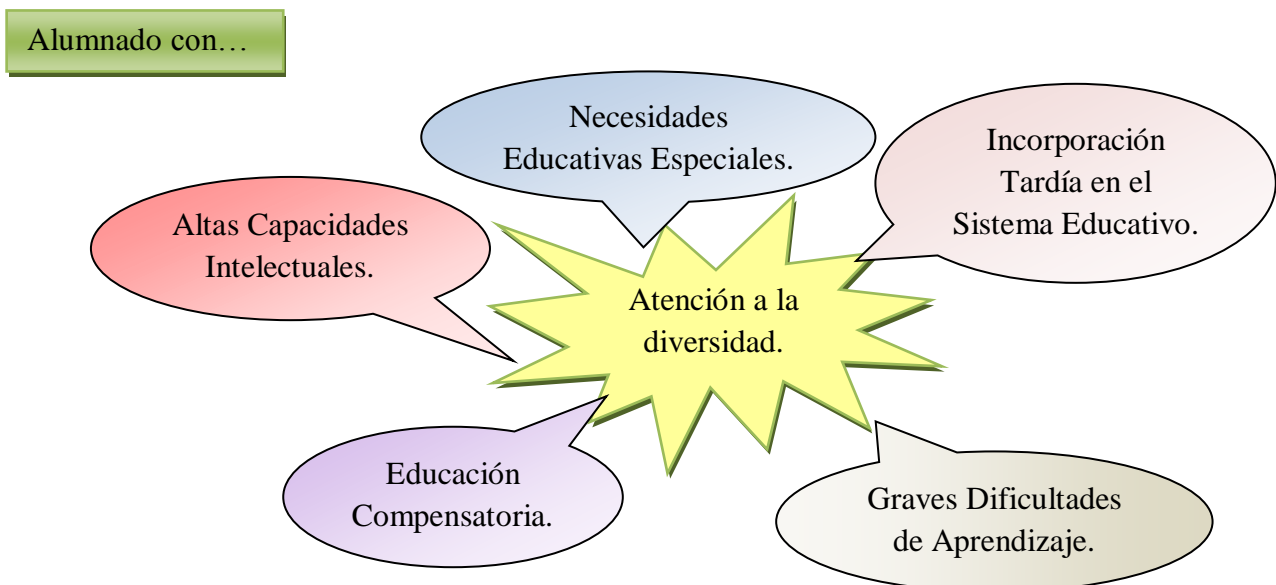 Alumnado con…
Necesidades
Educativas Especiales.
Incorporación
Tardía en el
Sistema Educativo.
Altas Capacidades
Intelectuales.
Atención a la
diversidad.
Educación
Compensatoria.
Graves Dificultades
de Aprendizaje.